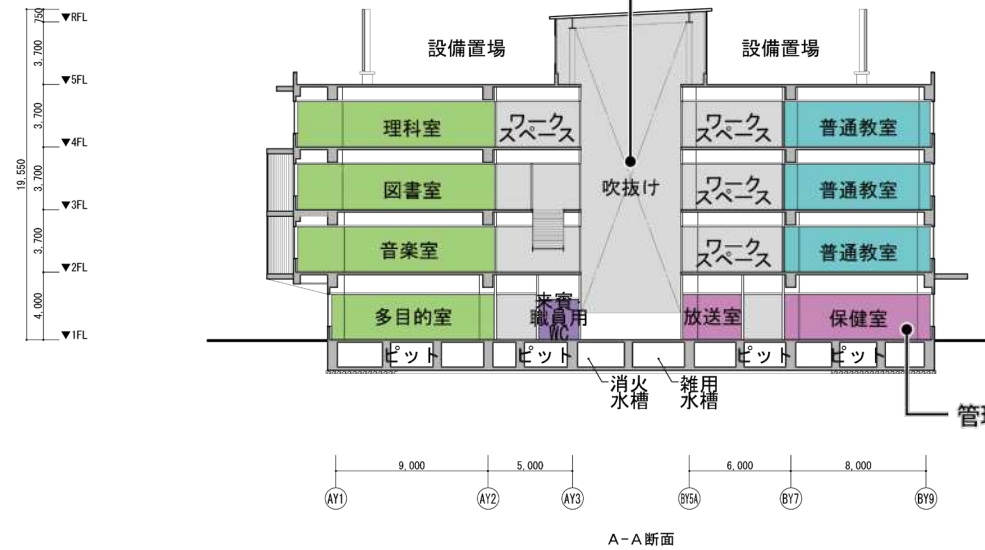 750
▼RFL
設備置場
設備置場
3,700
▼5FL
理科室
ワーク
スペース
ワーク
スペース
普通教室
3,700
▼4FL
19,550
図書室
吹抜け
ワーク
スペース
普通教室
3,700
▼3FL
音楽室
ワーク
スペース
普通教室
3,700
▼2FL
多目的室
来賓
職員用
WC
放送室
保健室
4,000
▼1FL
ピット
ピット
ピット
ピット
消火
水槽
雑用
水槽
管
9,000
5,000
6,000
8,000
AY1
AY2
AY3
BY5A
BY7
BY9
A-A断面